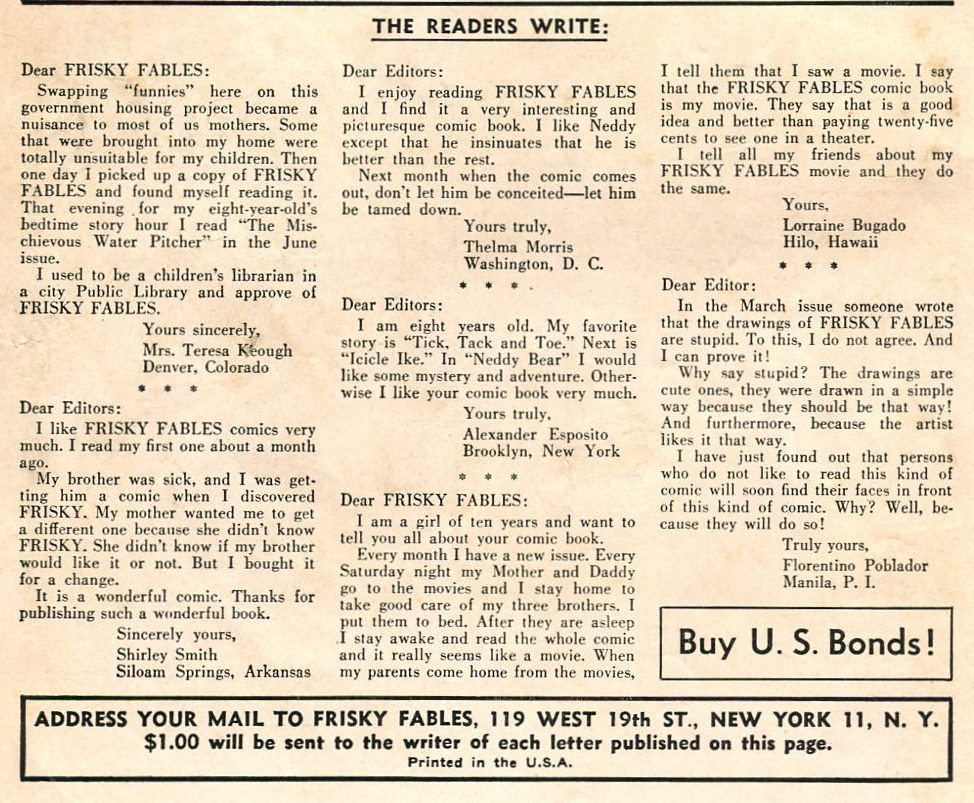 THE READERS WRITE:
Dear FRISKY FABLES:
Swapping "funnies" here on this
government housing project became a
nuisance to most of us mothers. Some
that were brought into my home were
totally unsuitable for my children. Then
one day I picked up a copy of FRISKY
FABLES and found myself reading it.
That evening for my eight-year-old's
bedtime story hour I read "The Mis-
chievous Water Pitcher" in the June
issue.
I used to be a children's librarian in
a city Public Library and approve of
FRISKY FABLES.
Yours sincerely,
Mrs. Teresa Keough
Denver, Colorado
* * *
Dear Editors:
I like FRISKY FABLES comics very
much. I read my first one about a month
ago.
My brother was sick, and I was get-
ting him a comic when I discovered
FRISKY. My mother wanted me to get
a different one because she didn't know
FRISKY. She didn't know if my brother
would like it or not. But I bought it
for a change.
It is a wonderful comic. Thanks for
publishing such a wonderful book.
Sincerely yours,
Shirley Smith
Siloam Springs, Arkansas
Dear Editors:
I enjoy reading FRISKY FABLES
and I find it a very interesting and
picturesque comic book. I like Neddy
except that he insinuates that he is
better than the rest.
Next month when the comic comes
out, don't let him be conceited—let him
be tamed down.
Yours truly,
Thelma Morris
Washington, D. C.
* * *
Dear Editors:
I am eight years old. My favorite
story is "Tick, Tack and Toe." Next is
"Icicle Ike." In "Neddy Bear" I would
like some mystery and adventure. Other-
wise I like your comic book very much.
Yours truly,
Alexander Esposito
Brooklyn, New York
* * *
Dear FRISKY FABLES:
I am a girl of ten years and want to
tell you all about your comic book.
Every month I have a new issue. Every
Saturday night my Mother and Daddy
go to the movies and I stay home to
take good care of my three brothers. I
put them to bed. After they are asleep
I stay awake and read the whole comic
and it really seems like a movie. When
my parents come home from the movies,
I tell them that I saw a movie. I say
that the FRISKY FABLES comic book
is my movie. They say that is a good
idea and better than paying twenty-five
cents to see one in a theater.
I tell all my friends about my
FRISKY FABLES movie and they do
the same.
Yours,
Lorraine Bugado
Hilo, Hawaii
* * *
Dear Editor:
In the March issue someone wrote
that the drawings of FRISKY FABLES
are stupid. To this, I do not agree. And
I can prove it!
Why say stupid? The drawings are
cute ones, they were drawn in a simple
way because they should be that way!
And furthermore, because the artist
likes it that way.
I have just found out that persons
who do not like to read this kind of
comic will soon find their faces in front
of this kind of comic. Why? Well, be-
cause they will do so!
Truly yours,
Florentino Poblador
Manila, P. I.
Buy U. S. Bonds!
ADDRESS YOUR MAIL TO FRISKY FABLES, 119 WEST 19th ST., NEW YORK 11, N. Y.
$1.00 will be sent to the writer of each letter published on this page.
Printed in the U.S.A.